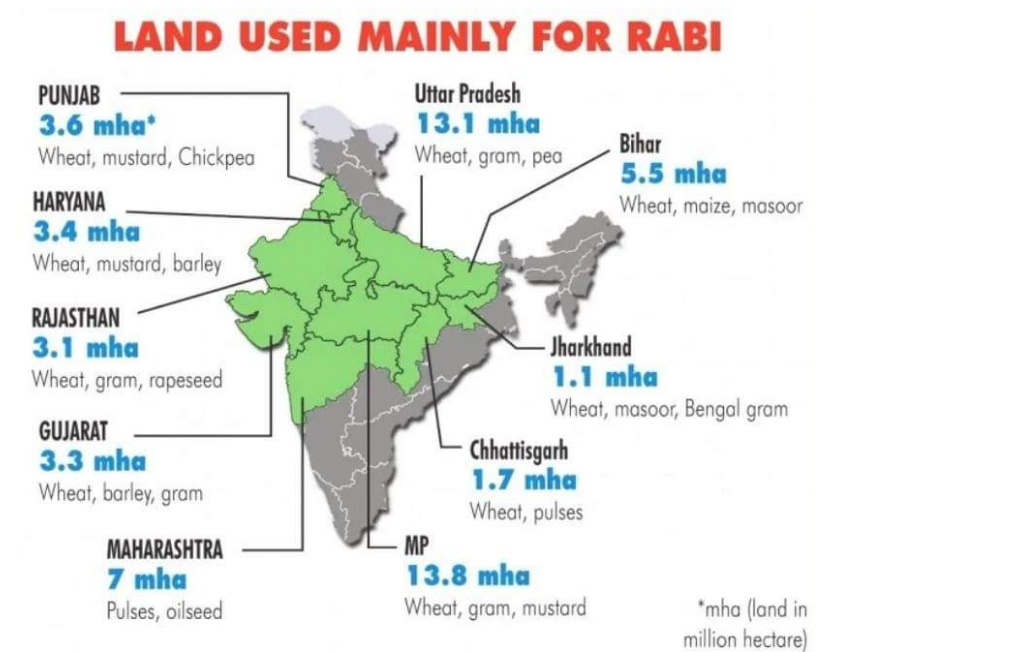 LAND USED MAINLY FOR RABI
PUNJAB
3.6 mha*
Wheat, mustard, Chickpea
Uttar Pradesh
13.1 mha
Wheat, gram, pea
Bihar
5.5 mha
Wheat, maize, masoor
HARYANA
3.4 mha
Wheat, mustard, barley
RAJASTHAN
3.1 mha
Wheat, gram, rapeseed
Jharkhand
1.1 mha
Wheat, masoor, Bengal gram
GUJARAT
3.3 mha
Wheat, barley, gram
Chhattisgarh
1.7 mha
Wheat, pulses
MAHARASHTRA
7 mha
Pulses, oilseed
MP
13.8 mha
Wheat, gram, mustard
*mha (land in
million hectare)